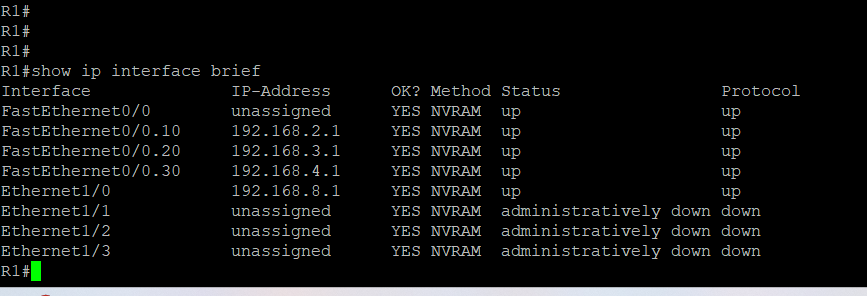 R1#
R1#
R1#
R1#show ip interface brief
Interface              IP-Address      OK? Method Status                Protocol
FastEthernet0/0        unassigned      YES NVRAM  up                    up
FastEthernet0/0.10     192.168.2.1     YES NVRAM  up                    up
FastEthernet0/0.20     192.168.3.1     YES NVRAM  up                    up
FastEthernet0/0.30     192.168.4.1     YES NVRAM  up                    up
Ethernet1/0            192.168.8.1     YES NVRAM  up                    up
Ethernet1/1            unassigned      YES NVRAM  administratively down down
Ethernet1/2            unassigned      YES NVRAM  administratively down down
Ethernet1/3            unassigned      YES NVRAM  administratively down down
R1#